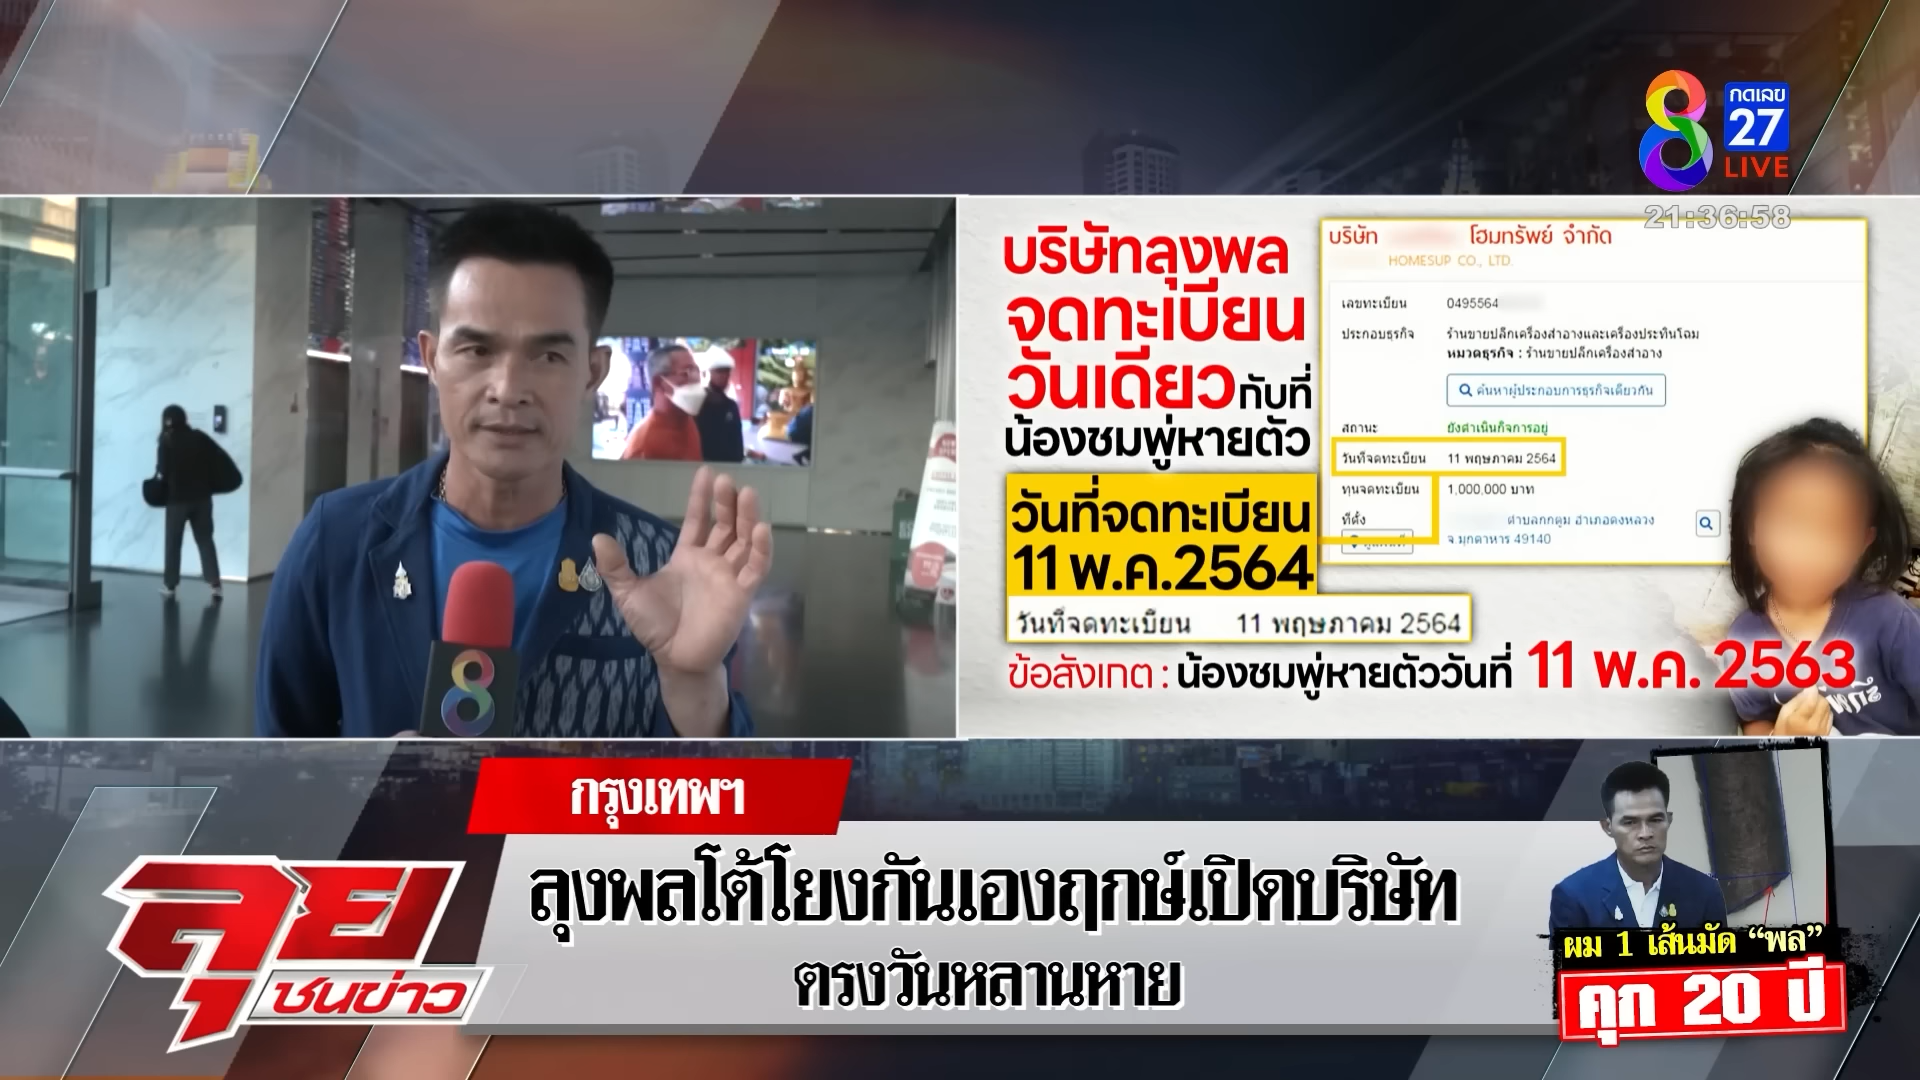 กดเลข
27
LIVE
21:36:58
บริษัทลุงพล
จดทะเบียน
วันเดียวกับที่
น้องชมพู่หายตัว
วันที่จดทะเบียน
11 พ.ค.2564
วันที่จดทะเบียน 11 พฤษภาคม 2564
ข้อสังเกต : น้องชมพู่หายตัววันที่ 11 พ.ค. 2563
บริษัท โฮมทรัพย์ จำกัด
HOMESUP CO., LTD.
เลขทะเบียน 0495564
ประกอบธุรกิจ ร้านขายปลีกเครื่องสำอางและเครื่องประทินโฉม
หมวดธุรกิจ : ร้านขายปลีกเครื่องสำอาง
ค้นหาผู้ประกอบการธุรกิจเดียวกัน
สถานะ ยังดำเนินกิจการอยู่
วันที่จดทะเบียน 11 พฤษภาคม 2564
ทุนจดทะเบียน 1,000,000 บาท
ที่ตั้ง ตำบลกกตูม อำเภอดงหลวง
จ.มุกดาหาร 49140
กรุงเทพฯ
ลุงพลโต้โยงกันเองฤกษ์เปิดบริษัท
ตรงวันหลานหาย
ลุย
ชนข่าว
ผม 1 เส้นมัด “พล”
คุก 20 ปี